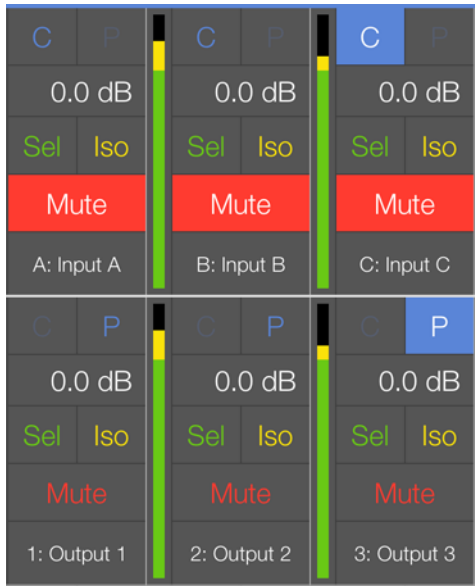 C P C P C P
0.0 dB 0.0 dB 0.0 dB
Sel Iso Sel Iso Sel Iso
Mute Mute Mute
A: Input A B: Input B C: Input C
C P C P C P
0.0 dB 0.0 dB 0.0 dB
Sel Iso Sel Iso Sel Iso
Mute Mute Mute
1: Output 1 2: Output 2 3: Output 3